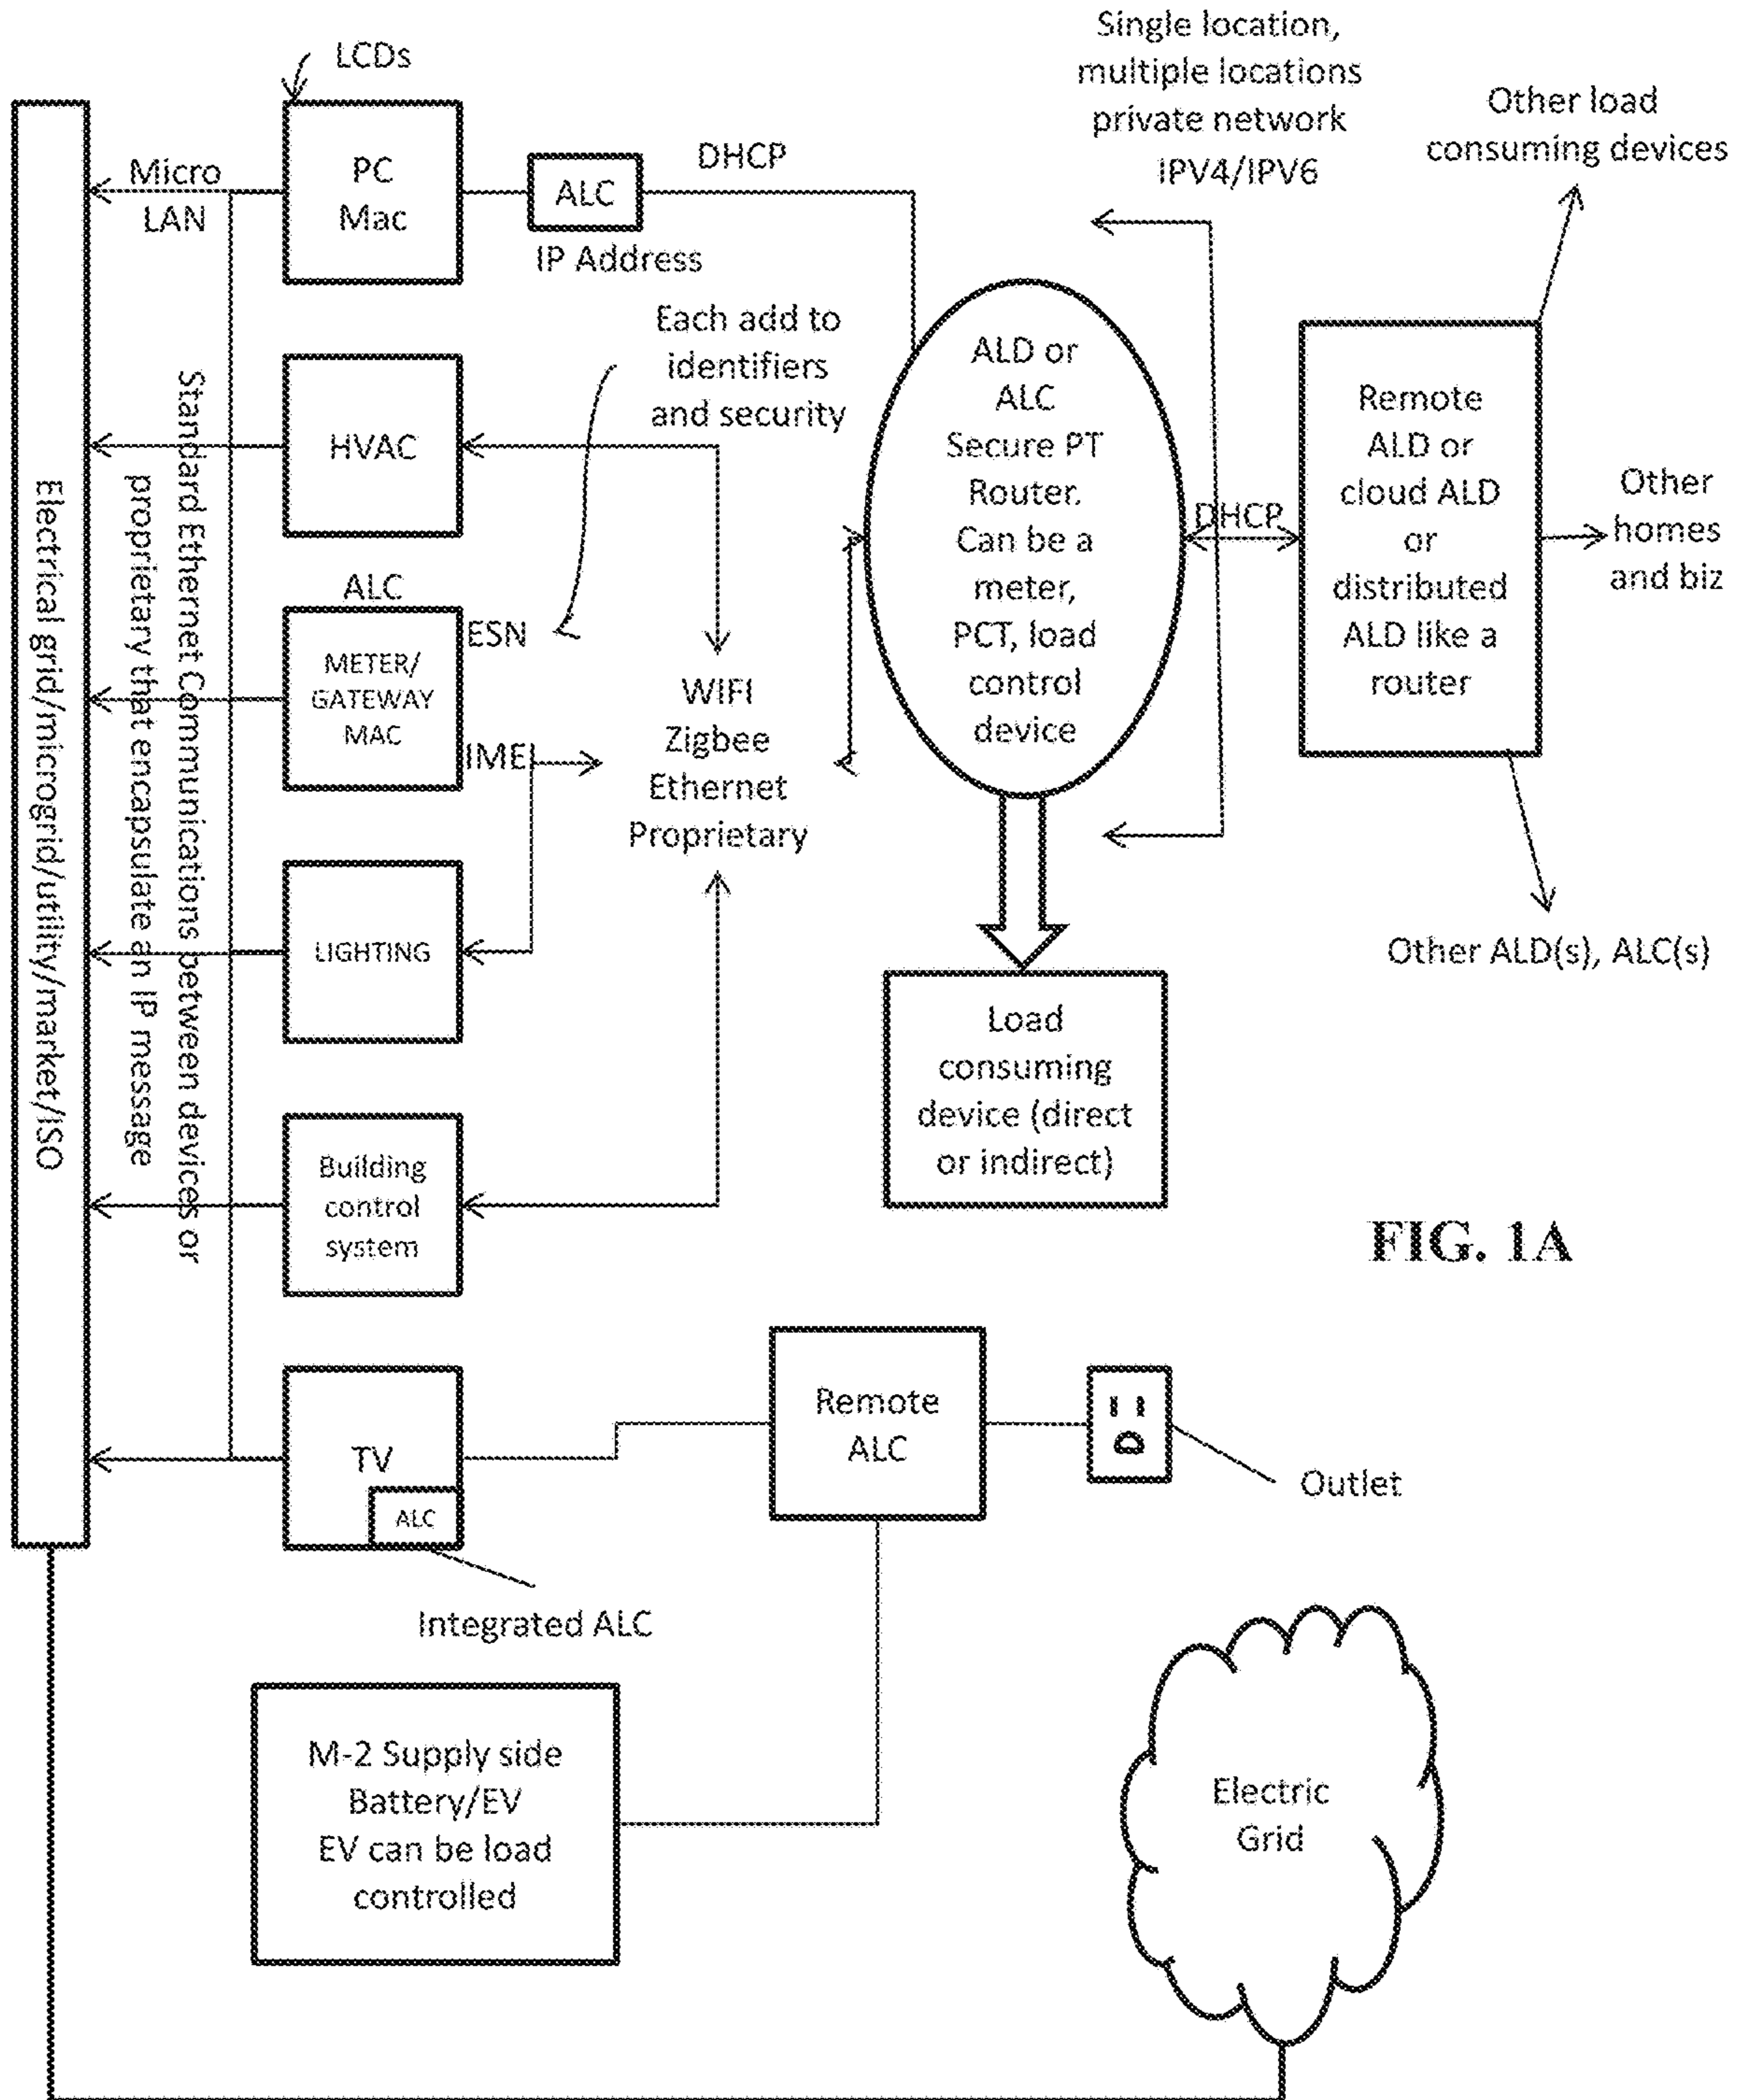 LCDs
Single location,
multiple locations
private network
IPV4/IPV6
Other load
consuming devices
Micro
LAN
PC
Mac
ALC
DHCP
IP Address
Each add to
identifiers
and security
HVAC
ALC
METER/
GATEWAY
MAC
ESN
IMEI
WIFI
Zigbee
Ethernet
Proprietary
ALD or
ALC
Secure PT
Router.
Can be a
meter,
PCT, load
control
device
DHCP
Remote
ALD or
cloud ALD
or
distributed
ALD like a
router
Other
homes
and biz
Other ALD(s), ALC(s)
Electrical grid/microgrid/utility/market/ISO
Standard Ethernet Communications between devices or
proprietary that encapsulate an IP message
LIGHTING
Load
consuming
device (direct
or indirect)
Building
control
system
FIG. 1A
TV
ALC
Integrated ALC
Remote
ALC
Outlet
M-2 Supply side
Battery/EV
EV can be load
controlled
Electric
Grid